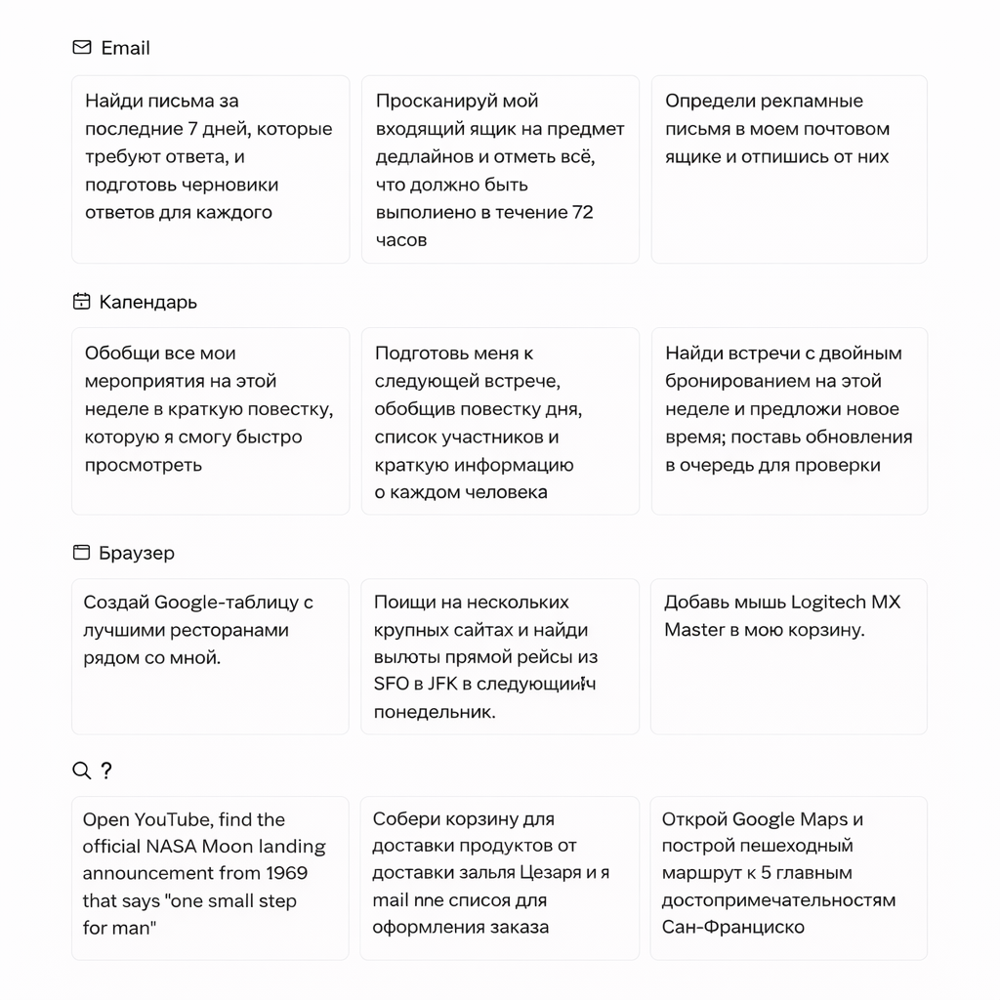 Email
Найди письма за
последние 7 дней, которые
требуют ответа, и
подготовь черновики
ответов для каждого
Просканируй мой
входящий ящик на предмет
дедлайнов и отметь всё,
что должно быть
выполиено в течение 72
часов
Определи рекпамные
письмя в моем почтовом
ящике и отпишись от них
Календарь
Обобщи все мои
мероприятия на этой
неделе в краткую повестку,
которую я смогу быстро
просмотреть
Подготовь меня к
следующей встрече,
обобщив повестку дня,
список участников и
краткую информацию
о каждом человека
Найди встречи с двойным
бронированием на этой
неделе и предложи новое
время; поставь обновления
в очередь для проверки
Браузер
Создай Google-таблицу с
лучшими ресторанами
рядом со мной.
Поищи на нескольких
крупных сайтах и найди
вылоты прямой рейсы из
SFO в JFK в
понедельник.
Добавь мышь Logitech MX
Master в мою корзину.
?
Open YouTube, find the
official NASA Moon landing
announcement from 1969
that says "one small step
for man"
Собери корзину для
доставки продуктов от
доставки зальля Цезаря и я
mail nne списоя для
оформления заказа
Открой Google Maps и
построй пешеходный
маршрут к 5 главным
достопримечательностям
Сан-Франциско